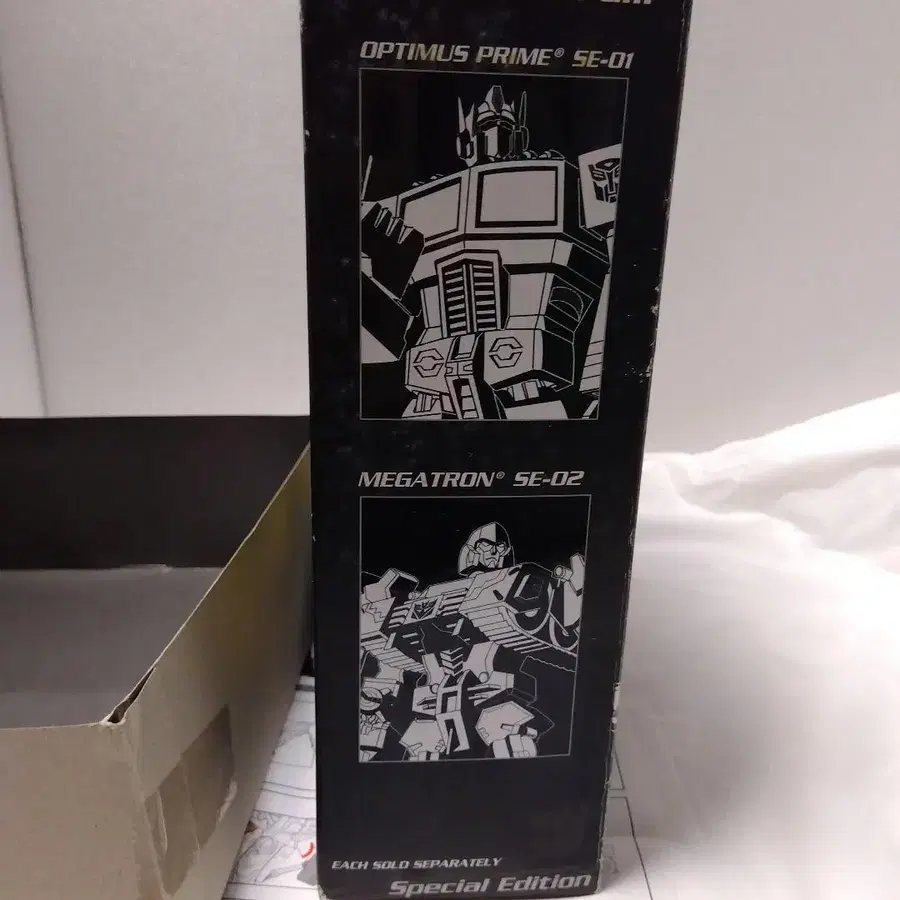 OPTIMUS PRIME® SE-01
MEGATRON® SE-02
EACH SOLD SEPARATELY
Special Edition